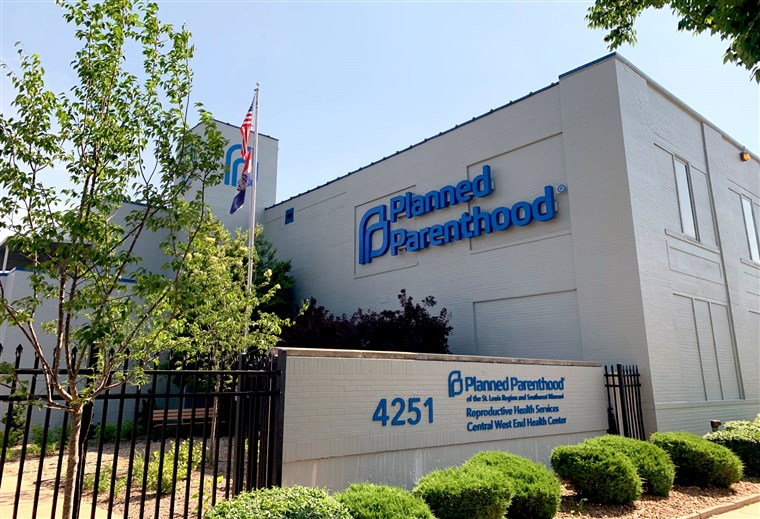 Planned
Parenthood®
4251
Planned Parenthood®
of the St. Louis Region and Southwest Missouri
Reproductive Health Services
Central West End Health Center